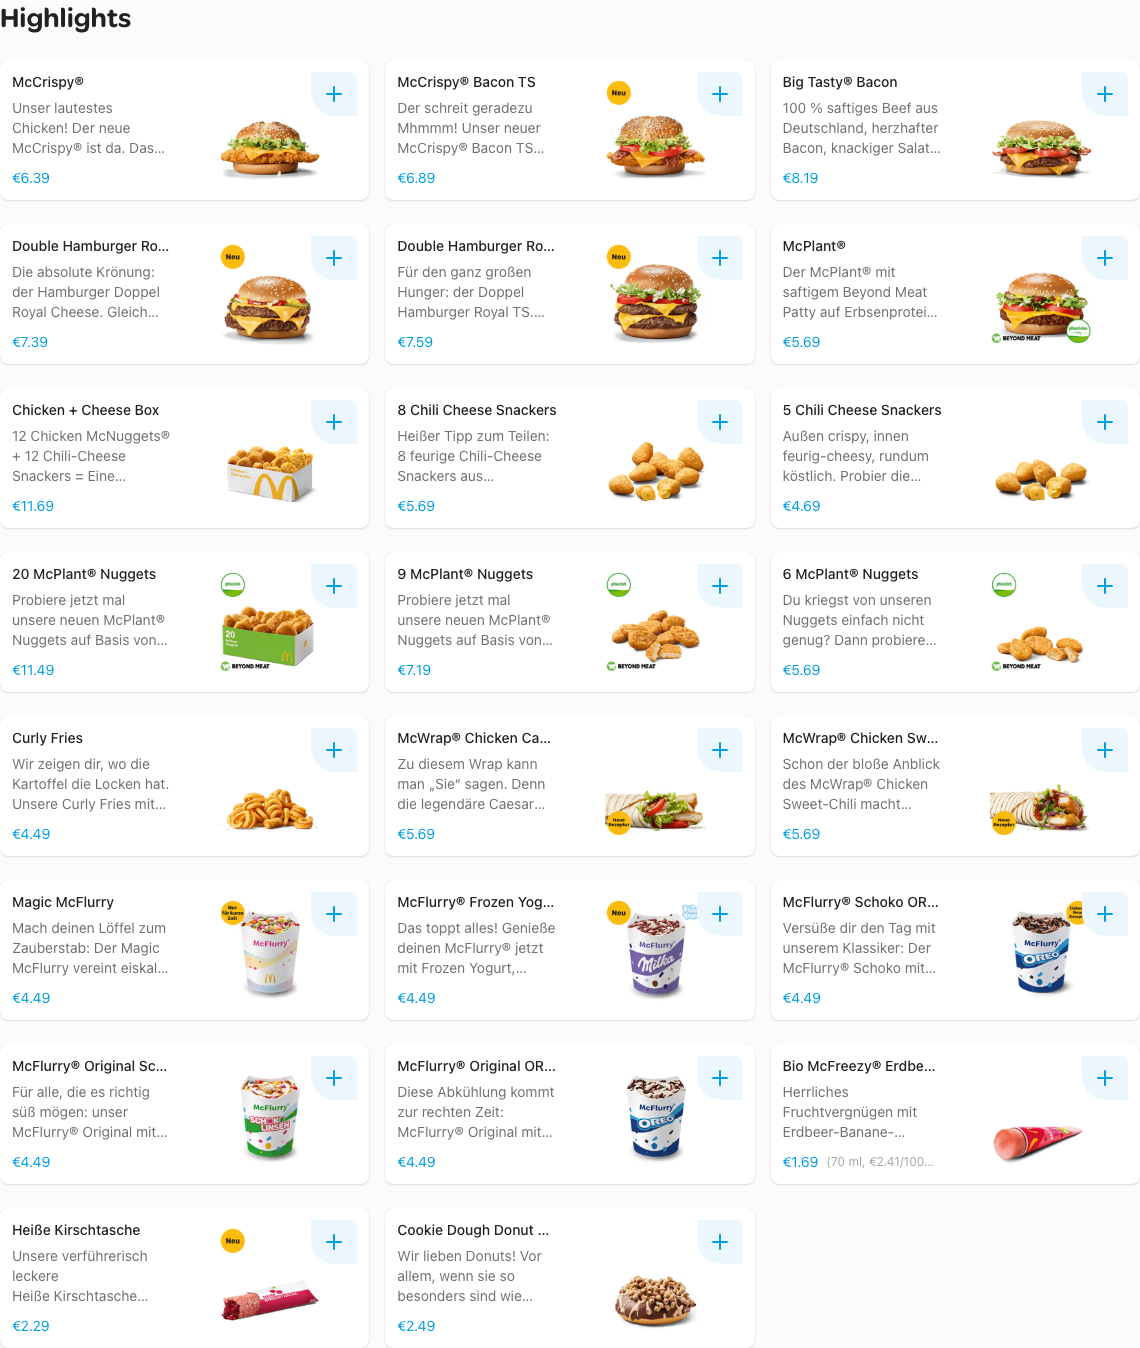 Highlights
McCrispy®
Unser lautestes
Chicken! Der neue
McCrispy® ist da. Das...
€6.39
McCrispy® Bacon TS
Der schreit geradezu
Mhmmm! Unser neuer
McCrispy® Bacon TS...
€6.89
Neu
Big Tasty® Bacon
100 % saftiges Beef aus
Deutschland, herzhafter
Bacon, knackiger Salat...
€8.19
Double Hamburger Ro...
Die absolute Krönung:
der Hamburger Doppel
Royal Cheese. Gleich...
€7.39
Neu
Double Hamburger Ro...
Für den ganz großen
Hunger: der Doppel
Hamburger Royal TS....
€7.59
Neu
McPlant®
Der McPlant® mit
saftigem Beyond Meat
Patty auf Erbsenprotei...
€5.69
BEYOND MEAT
Chicken + Cheese Box
12 Chicken McNuggets®
+ 12 Chili-Cheese
Snackers = Eine...
€11.69
8 Chili Cheese Snackers
Heißer Tipp zum Teilen:
8 feurige Chili-Cheese
Snackers aus...
€5.69
5 Chili Cheese Snackers
Außen crispy, innen
feurig-cheesy, rundum
köstlich. Probier die...
€4.69
20 McPlant® Nuggets
Probiere jetzt mal
unsere neuen McPlant®
Nuggets auf Basis von...
€11.49
20
BEYOND MEAT
9 McPlant® Nuggets
Probiere jetzt mal
unsere neuen McPlant®
Nuggets auf Basis von...
€7.19
BEYOND MEAT
6 McPlant® Nuggets
Du kriegst von unseren
Nuggets einfach nicht
genug? Dann probiere...
€5.69
BEYOND MEAT
Curly Fries
Wir zeigen dir, wo die
Kartoffel die Locken hat.
Unsere Curly Fries mit...
€4.49
McWrap® Chicken Ca...
Zu diesem Wrap kann
man „Sie“ sagen. Denn
die legendäre Caesar...
€5.69
Neue
Rezeptur
McWrap® Chicken Sw...
Schon der bloße Anblick
des McWrap® Chicken
Sweet-Chili macht...
€5.69
Neue
Rezeptur
Magic McFlurry
Mach deinen Löffel zum
Zauberstab: Der Magic
McFlurry vereint eiskal...
€4.49
Nur
für kurze
Zeit
McFlurry®
McFlurry® Frozen Yog...
Das toppt alles! Genieße
deinen McFlurry® jetzt
mit Frozen Yogurt,...
€4.49
Neu
McFlurry®
Milka
McFlurry® Schoko OR...
Versüße dir den Tag mit
unserem Klassiker: Der
McFlurry® Schoko mit...
€4.49
McFlurry®
OREO
McFlurry® Original Sc...
Für alle, die es richtig
süß mögen: unser
McFlurry® Original mit...
€4.49
McFlurry®
SCHOKO
LINSEN
McFlurry® Original OR...
Diese Abkühlung kommt
zur rechten Zeit:
McFlurry® Original mit...
€4.49
McFlurry®
OREO
Bio McFreezy® Erdbe...
Herrliches
Fruchtvergnügen mit
Erdbeer-Banane-...
€1.69 (70 ml, €2.41/100...
Heiße Kirschtasche
Unsere verführerisch
leckere
Heiße Kirschtasche...
€2.29
Neu
Cookie Dough Donut ...
Wir lieben Donuts! Vor
allem, wenn sie so
besonders sind wie...
€2.49